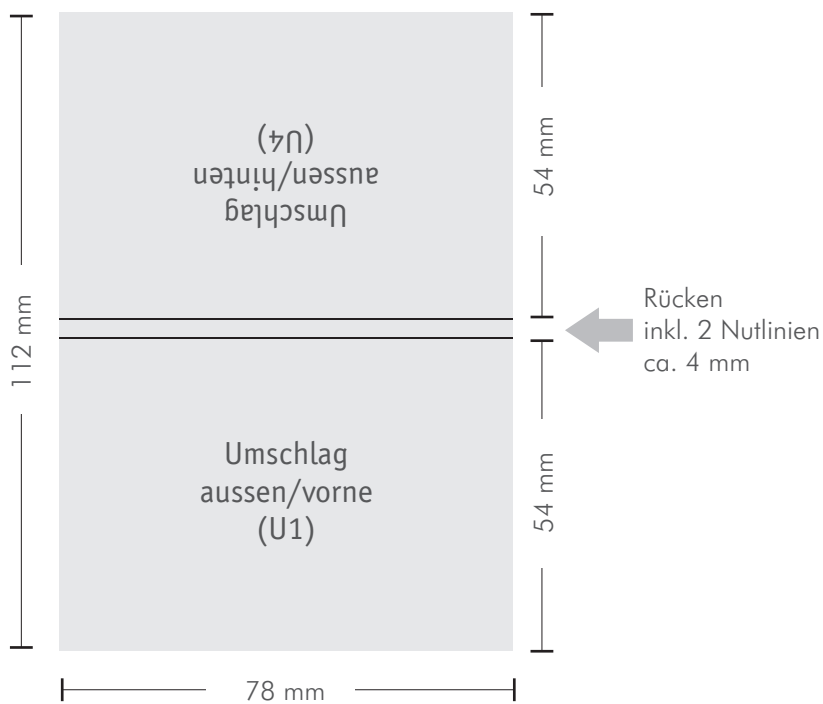 Umschlag
aussen/hinten
(U4)
54 mm
112 mm
Rücken
inkl. 2 Nutlinien
ca. 4 mm
Umschlag
aussen/vorne
(U1)
54 mm
78 mm